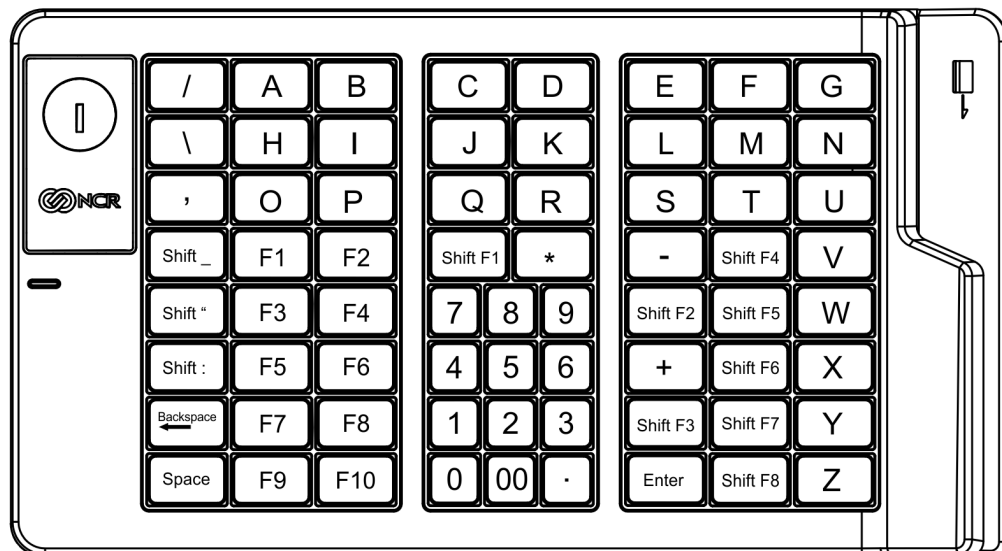 / A B C D E F G
\ H I J K L M N
NCR , O P Q R S T U
Shift _ F1 F2 Shift F1 * - Shift F4 V
Shift “ F3 F4 7 8 9 Shift F2 Shift F5 W
Shift : F5 F6 4 5 6 + Shift F6 X
Backspace F7 F8 1 2 3 Shift F3 Shift F7 Y
Space F9 F10 0 00 . Enter Shift F8 Z